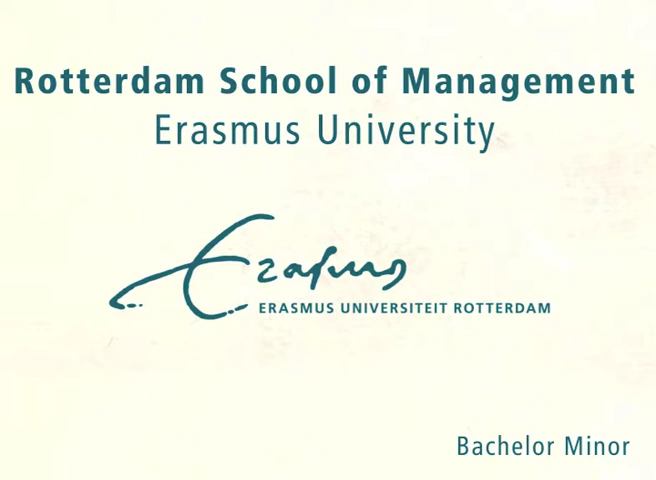 Rotterdam School of Management
Erasmus University
Erasmus
ERASMUS UNIVERSITEIT ROTTERDAM
Bachelor Minor